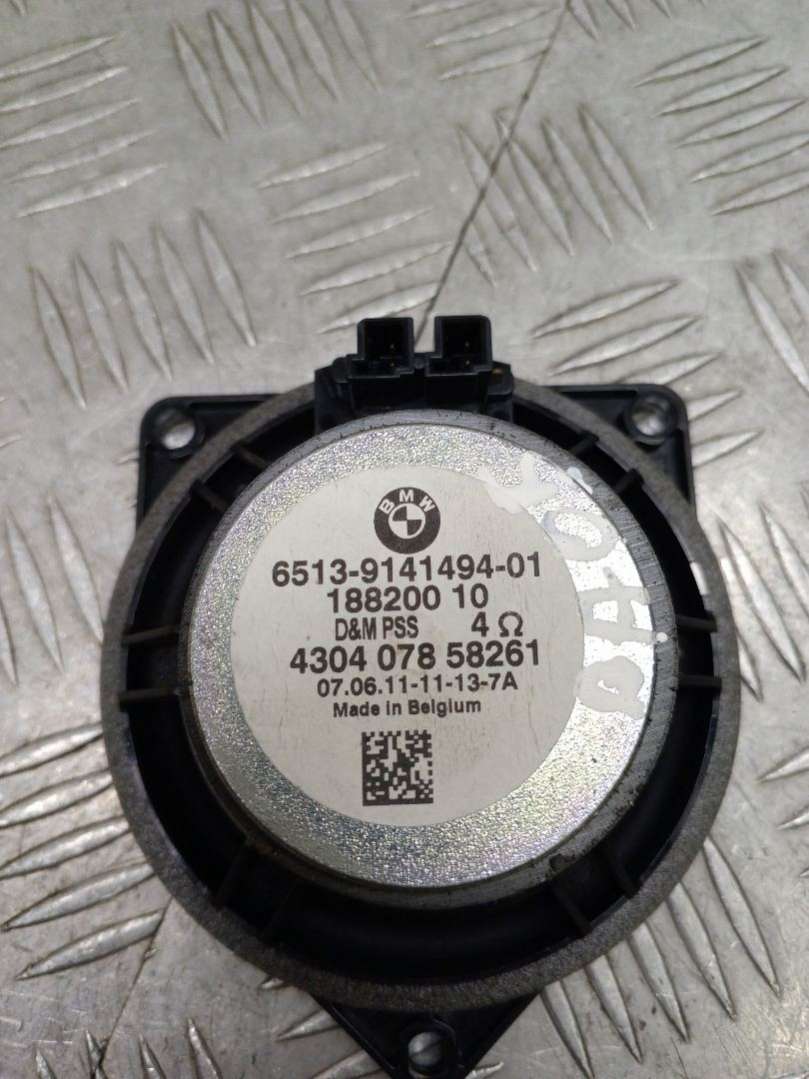 BMW
6513-9141494-01
188200 10
D&M PSS 4 Ω
4304 078 58261
07.06.11-11-13-7A
Made in Belgium